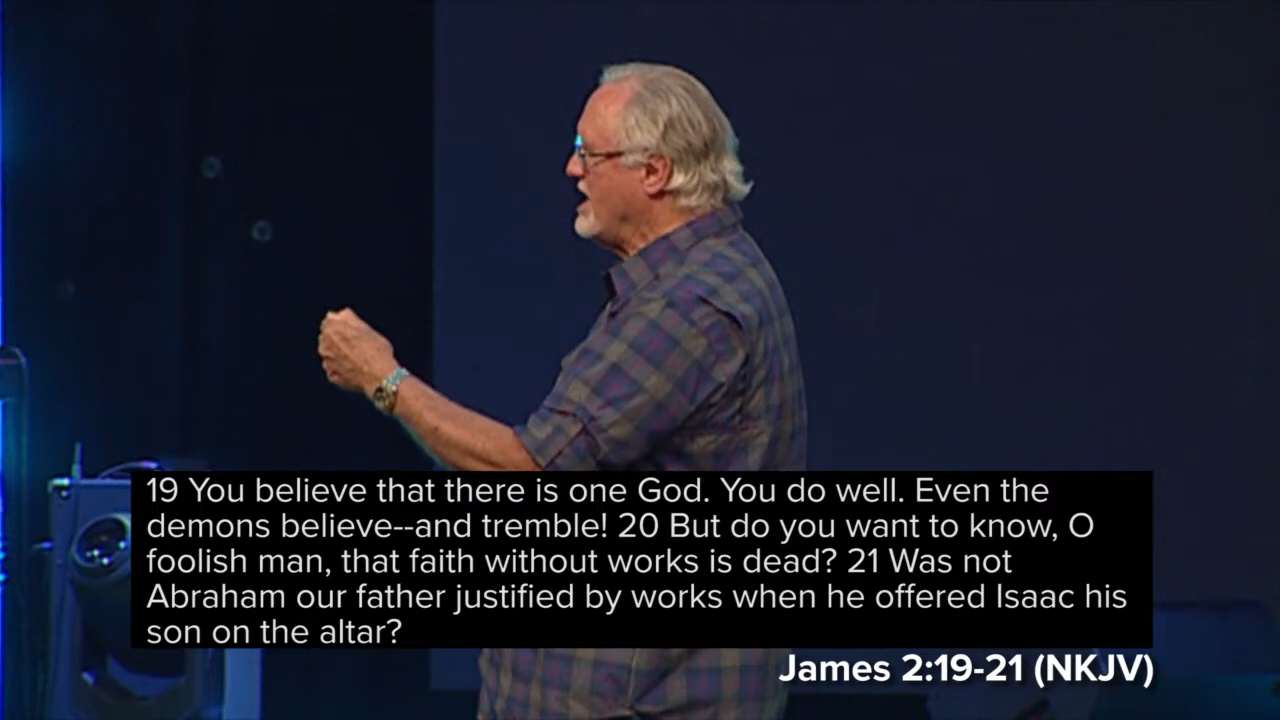 19 You believe that there is one God. You do well. Even the
demons believe--and tremble! 20 But do you want to know, O
foolish man, that faith without works is dead? 21 Was not
Abraham our father justified by works when he offered Isaac his
son on the altar?
James 2:19-21 (NKJV)